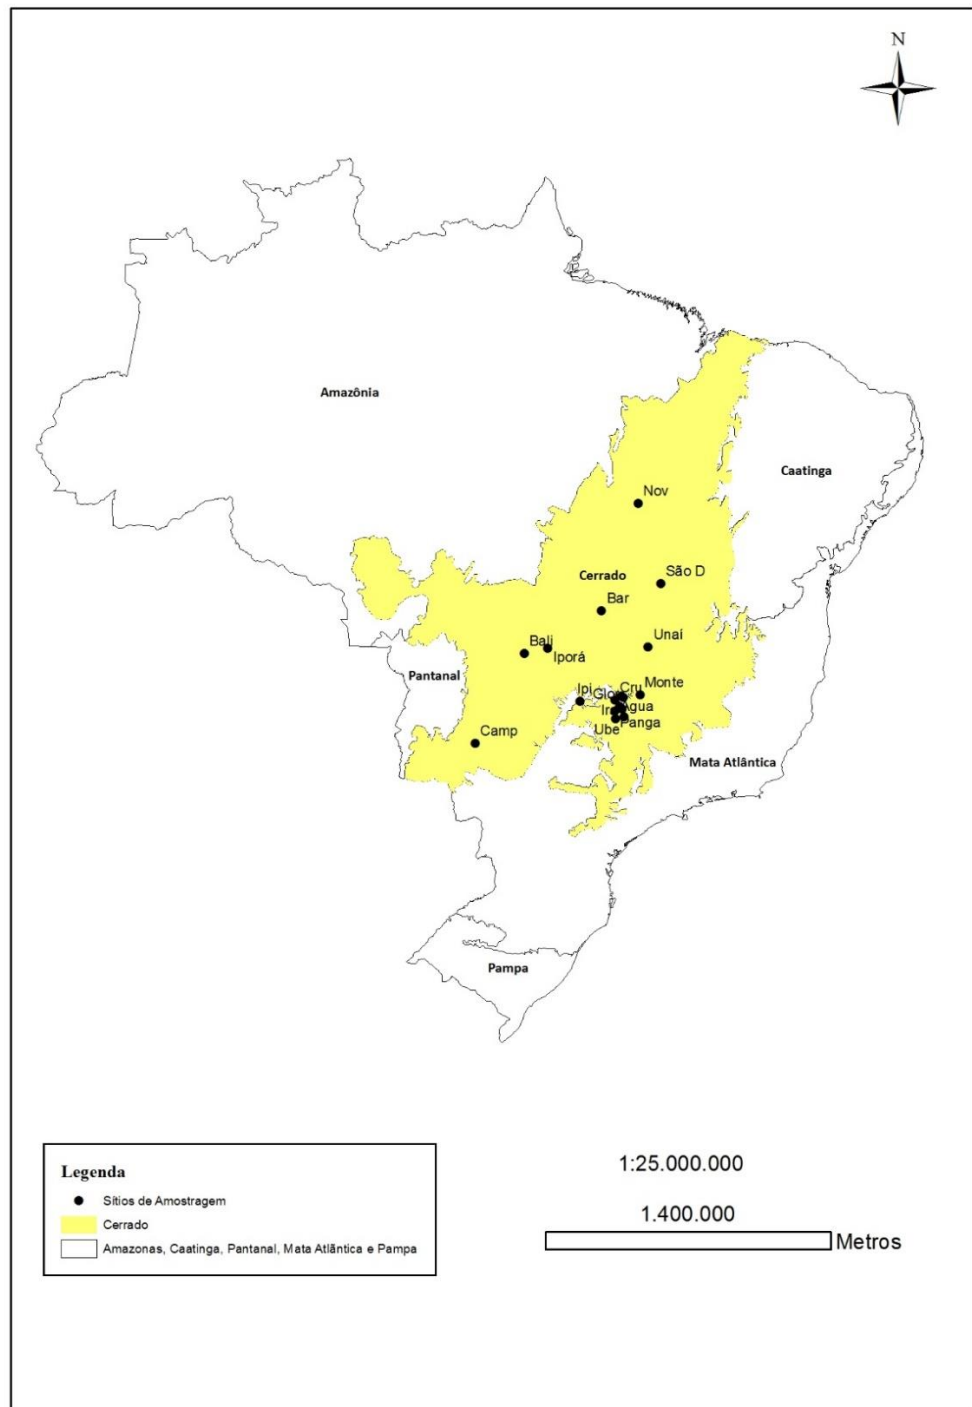 N
Amazônia
Caatinga
Nov
São D
Cerrado
Bar
Unaí
Bali
Iporá
Pantanal
Ipi
Cru
Monte
Glo
Água
Panga
Ube
Camp
Mata Atlântica
Pampa
Legenda
Sítios de Amostragem
Cerrado
Amazonas, Caatinga, Pantanal, Mata Atlântica e Pampa
1:25.000.000
1.400.000
Metros